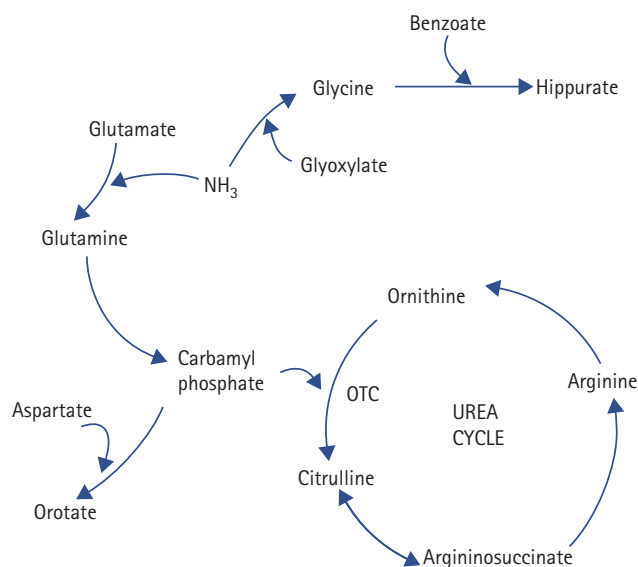 Benzoate
Glycine
Hippurate
Glutamate
Glyoxylate
NH3
Glutamine
Ornithine
Carbamyl
phosphate
OTC
Arginine
Aspartate
UREA
CYCLE
Citrulline
Orotate
Argininosuccinate